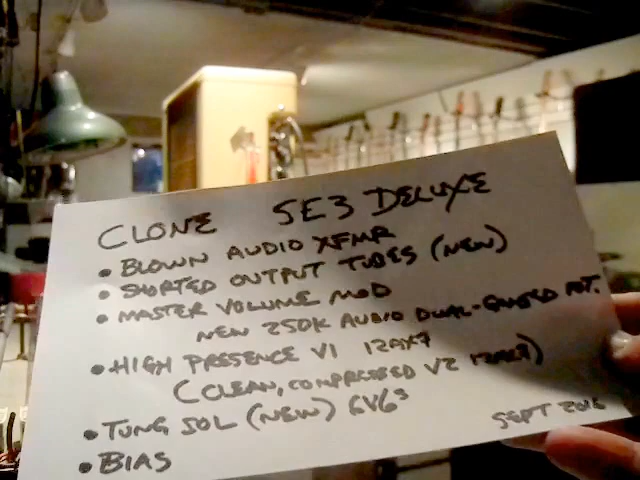 CLONE 5E3 DELUXE
• BLOWN AUDIO XFMR
• SHORTED OUTPUT TUBES (NEW)
• MASTER VOLUME MOD
NEW 250K AUDIO DUAL-GANGED POT.
• HIGH PRESENCE V1 12AX7
(CLEAN, COMPRESSED V2 12AX7)
• TUNG SOL (NEW) 6V6s
• BIAS
SEPT 2016